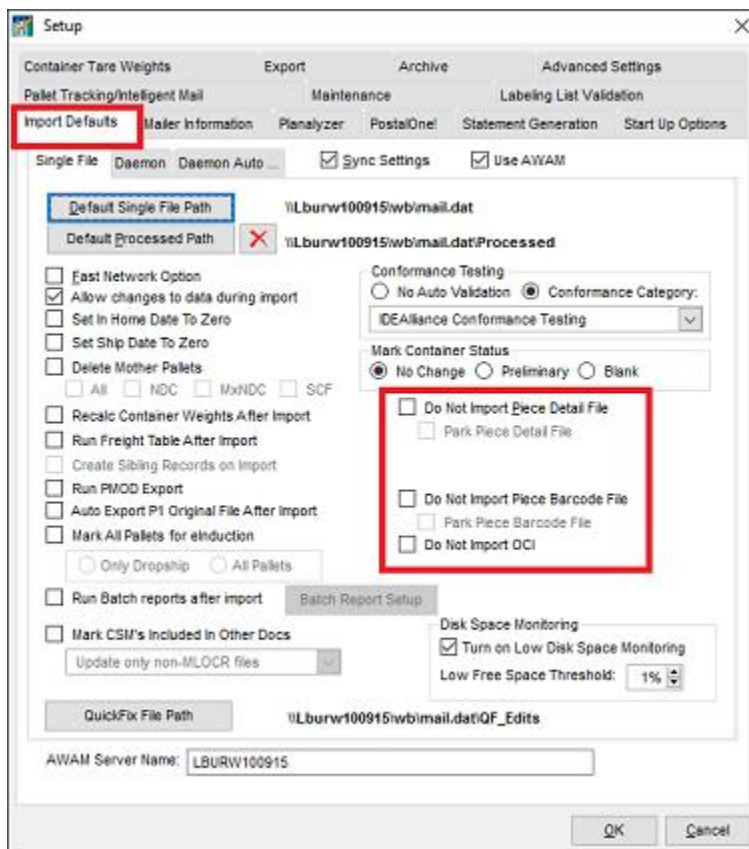 Setup
Container Tare Weights Export Archive Advanced Settings
Pallet Tracking/Intelligent Mail Maintenance Labeling List Validation
Import Defaults Mailer Information Planalyzer PostalOne! Statement Generation Start Up Options
Single File Daemon Daemon Auto ... Sync Settings Use AWAM
Default Single File Path \\Lburw100915\wb\mail.dat
Default Processed Path \\Lburw100915\wb\mail.dat\Processed
Fast Network Option
Allow changes to data during import
Set In Home Date To Zero
Set Ship Date To Zero
Delete Mother Pallets
All NDC MxNDC SCF
Recalc Container Weights After Import
Run Freight Table After Import
Create Sibling Records on Import
Run PMOD Export
Auto Export P1 Original File After Import
Mark All Pallets for eInduction
Only Dropship All Pallets
Run Batch reports after import Batch Report Setup
Mark CSM's Included In Other Docs
Update only non-MLOCR files
Conformance Testing
No Auto Validation Conformance Category:
IDEAlliance Conformance Testing
Mark Container Status
No Change Preliminary Blank
Do Not Import Piece Detail File
Park Piece Detail File
Do Not Import Piece Barcode File
Park Piece Barcode File
Do Not Import OCI
Disk Space Monitoring
Turn on Low Disk Space Monitoring
Low Free Space Threshold: 1%
QuickFix File Path \\Lburw100915\wb\mail.dat\QF_Edits
AWAM Server Name: LBURW100915
OK Cancel